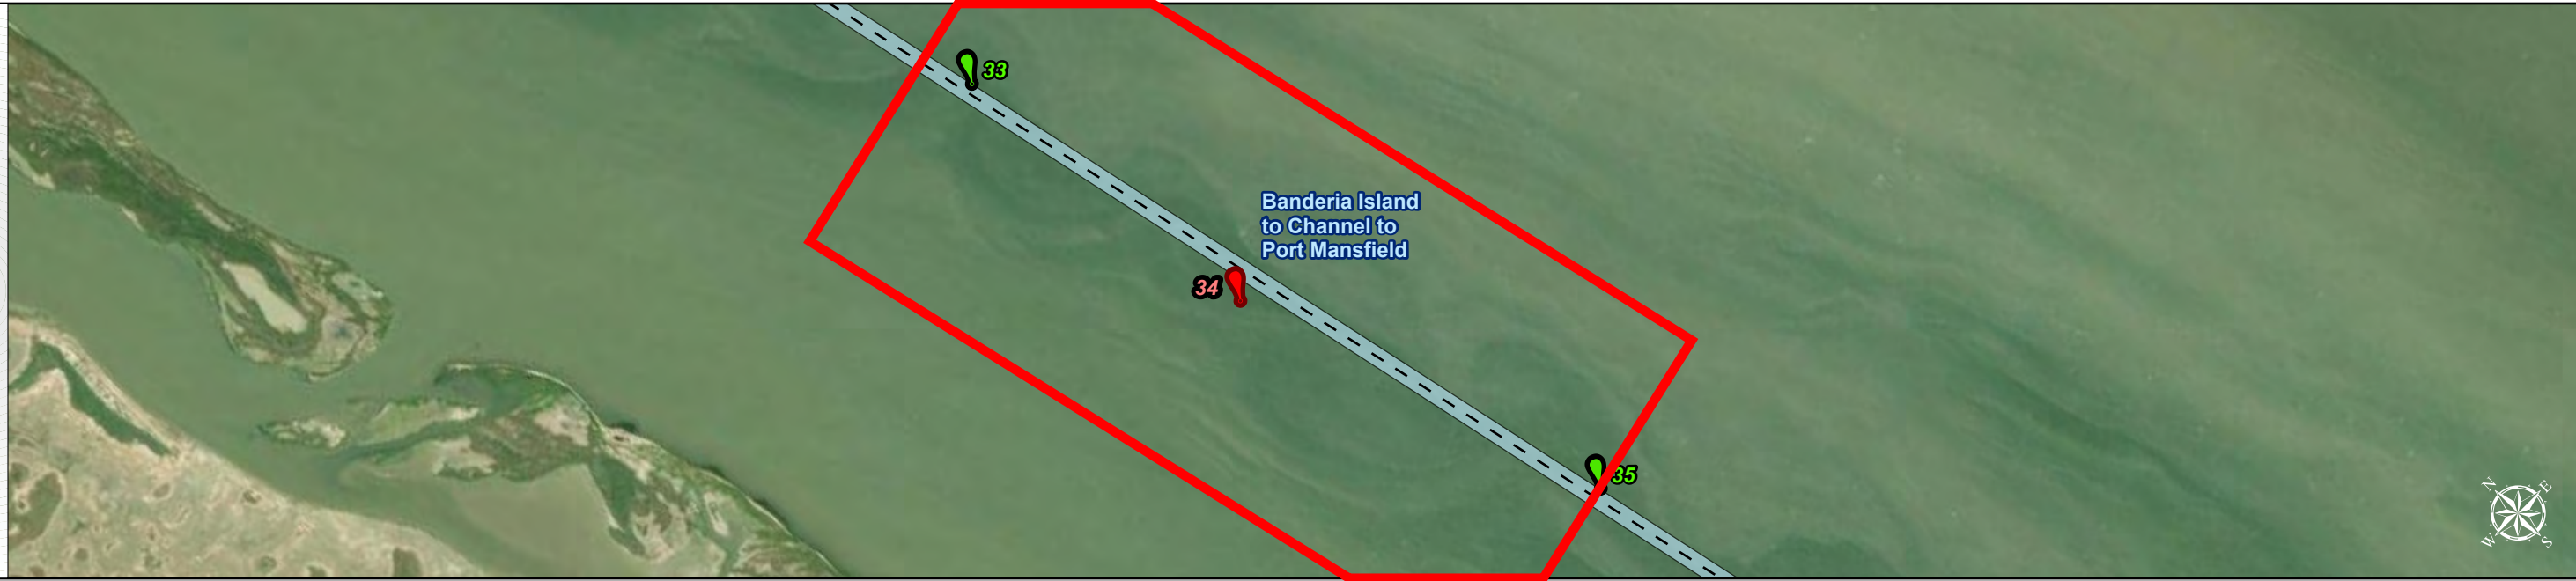 33
Banderia Island
to Channel to
Port Mansfield
34
35
N
E
W
S